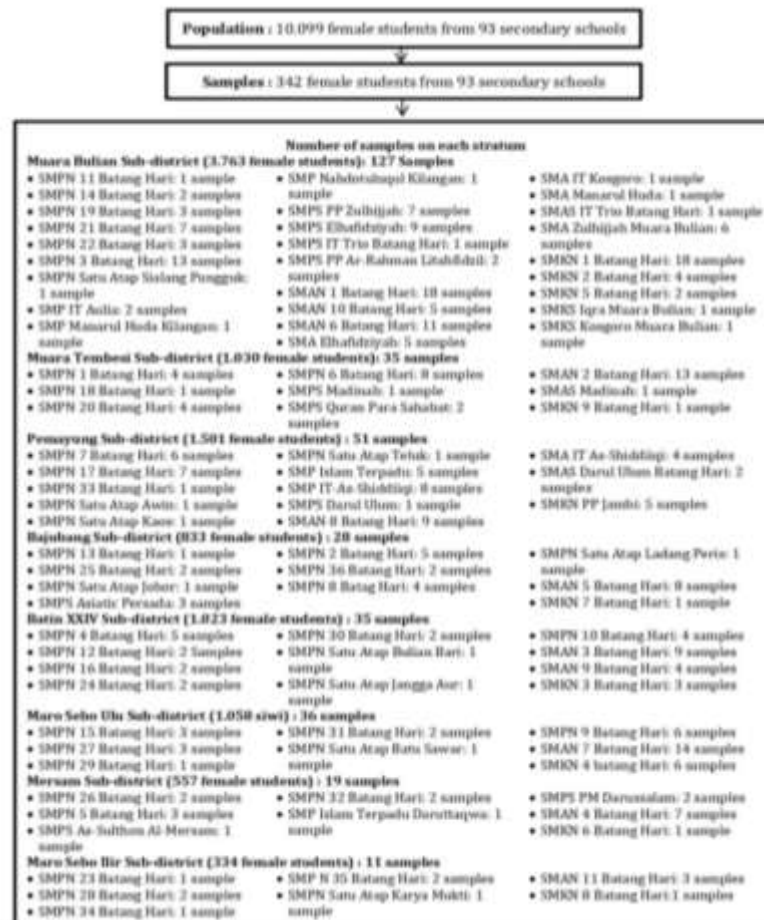 Population : 10.099 female students from 93 secondary schools
Samples : 342 female students from 93 secondary schools
Number of samples on each stratum
Muara Bulian Sub-district (3.763 female students): 127 Samples
• SMPN 11 Batang Hari: 1 sample
• SMPN 14 Batang Hari: 2 samples
• SMPN 19 Batang Hari: 3 samples
• SMPN 21 Batang Hari: 7 samples
• SMPN 22 Batang Hari: 3 samples
• SMPN 3 Batang Hari: 13 samples
• SMPN Satu Atap Sialang Pungguk:
1 sample
• SMP IT Aulia: 2 samples
• SMP Manarul Huda Kilangan: 1
sample
• SMP Nahdotuhuqul Kilangan: 1
sample
• SMPS PP Zulhijjah: 7 samples
• SMPS Elhafidziyah: 9 samples
• SMPS IT Trio Batang Hari: 1 sample
• SMPS PP Ar-Rahman Litahfidzil: 2
samples
• SMAN 1 Batang Hari: 18 samples
• SMAN 10 Batang Hari: 5 samples
• SMAN 6 Batang Hari: 11 samples
• SMA Elhafidziyah: 5 samples
• SMA IT Kosgoro: 1 sample
• SMA Manarul Huda: 1 sample
• SMAS IT Trio Batang Hari: 1 sample
• SMA Zulhijjah Muara Bulian: 6
samples
• SMKN 1 Batang Hari: 18 samples
• SMKN 2 Batang Hari: 4 samples
• SMKN 5 Batang Hari: 2 samples
• SMKS Iqra Muara Bulian: 1 sample
• SMKS Kosgoro Muara Bulian: 1
sample
Muara Tembesi Sub-district (1.030 female students): 35 samples
• SMPN 1 Batang Hari: 4 samples
• SMPN 18 Batang Hari: 1 sample
• SMPN 20 Batang Hari: 4 samples
• SMPN 6 Batang Hari: 8 samples
• SMPS Madinah: 1 sample
• SMPS Quran Para Sahabat: 2
samples
• SMAN 2 Batang Hari: 13 samples
• SMAS Madinah: 1 sample
• SMKN 9 Batang Hari: 1 sample
Pemayung Sub-district (1.501 female students) : 51 samples
• SMPN 7 Batang Hari: 6 samples
• SMPN 17 Batang Hari: 7 samples
• SMPN 33 Batang Hari: 1 sample
• SMPN Satu Atap Awin: 1 sample
• SMPN Satu Atap Kaos: 1 sample
• SMPN Satu Atap Teluk: 1 sample
• SMP Islam Terpadu: 5 samples
• SMP IT-As-Shiddiiqi: 8 samples
• SMPS Darul Ulum: 1 sample
• SMAN 8 Batang Hari: 9 samples
• SMA IT As-Shiddiqi: 4 samples
• SMAS Darul Ulum Batang Hari: 2
samples
• SMKN PP Jambi: 5 samples
Bajubang Sub-district (833 female students) : 28 samples
• SMPN 13 Batang Hari: 1 sample
• SMPN 25 Batang Hari: 2 samples
• SMPN Satu Atap Johor: 1 sample
• SMPS Asiatic Persada: 3 samples
• SMPN 2 Batang Hari: 5 samples
• SMPN 36 Batang Hari: 2 samples
• SMPN 8 Batag Hari: 4 samples
• SMPN Satu Atap Ladang Peris: 1
sample
• SMAN 5 Batang Hari: 8 samples
• SMKN 7 Batang Hari: 1 sample
Batin XXIV Sub-district (1.023 female students) : 35 samples
• SMPN 4 Batang Hari: 5 samples
• SMPN 12 Batang Hari: 2 Samples
• SMPN 16 Batang Hari: 2 samples
• SMPN 24 Batang Hari: 2 samples
• SMPN 30 Batang Hari: 2 samples
• SMPN Satu Atap Bulian Baru: 1
sample
• SMPN Satu Atap Jangga Aur: 1
sample
• SMPN 10 Batang Hari: 4 samples
• SMAN 3 Batang Hari: 9 samples
• SMAN 9 Batang Hari: 4 samples
• SMKN 3 Batang Hari: 3 samples
Maro Sebo Ulu Sub-district (1.058 siwi) : 36 samples
• SMPN 15 Batang Hari: 3 samples
• SMPN 27 Batang Hari: 3 samples
• SMPN 29 Batang Hari: 1 sample
• SMPN 31 Batang Hari: 2 samples
• SMPN Satu Atap Batu Sawar: 1
sample
• SMPN 9 Batang Hari: 6 samples
• SMAN 7 Batang Hari: 14 samples
• SMKN 4 batang Hari: 6 samples
Mersam Sub-district (557 female students) : 19 samples
• SMPN 26 Batang Hari: 2 samples
• SMPN 5 Batang Hari: 3 samples
• SMPS As-Sulthon Al-Mersam: 1
sample
• SMPN 32 Batang Hari: 2 samples
• SMP Islam Terpadu Daruttaqwa: 1
sample
• SMPS PM Darussalam: 2 samples
• SMAN 4 Batang Hari: 7 samples
• SMKN 6 Batang Hari: 1 sample
Maro Sebo Ilir Sub-district (334 female students) : 11 samples
• SMPN 23 Batang Hari: 1 sample
• SMPN 28 Batang Hari: 2 samples
• SMPN 34 Batang Hari: 1 sample
• SMP N 35 Batang Hari: 2 samples
• SMPN Satu Atap Karya Mukti: 1
sample
• SMAN 11 Batang Hari: 3 samples
• SMKN 8 Batang Hari:1 samples